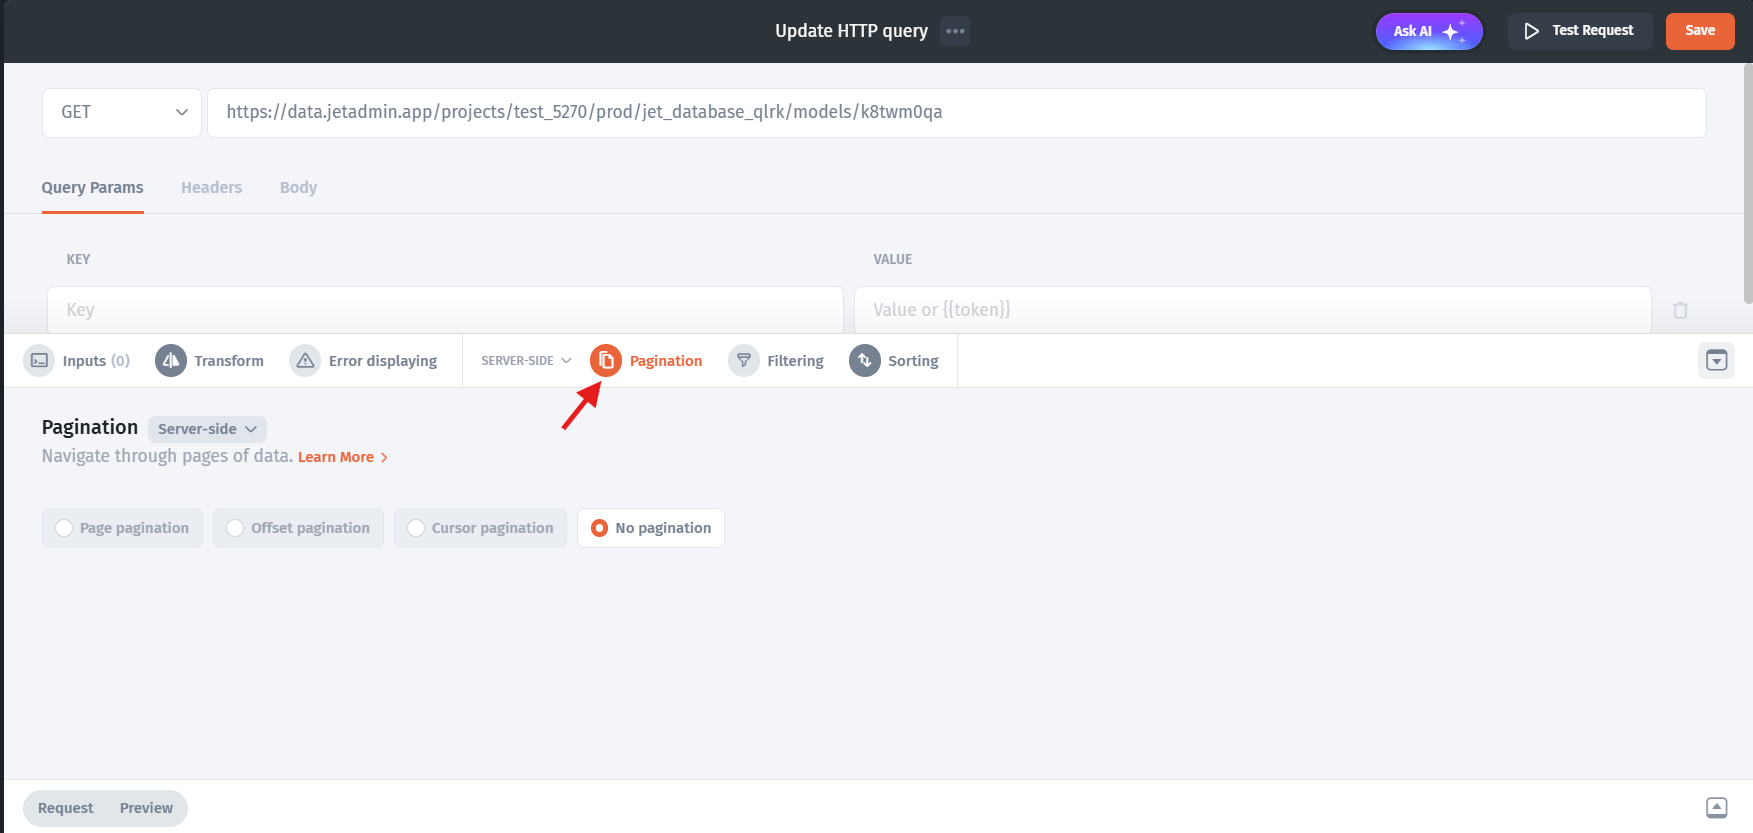 Update HTTP query
Ask AI
Test Request
Save
GET
https://data.jetadmin.app/projects/test_5270/prod/jet_database_qlrk/models/k8twm0qa
Query Params Headers Body
KEY VALUE
Key Value or {{token}}
Inputs (0) Transform Error displaying SERVER-SIDE Pagination Filtering Sorting
Pagination Server-side
Navigate through pages of data. Learn More
Page pagination Offset pagination Cursor pagination No pagination
Request Preview